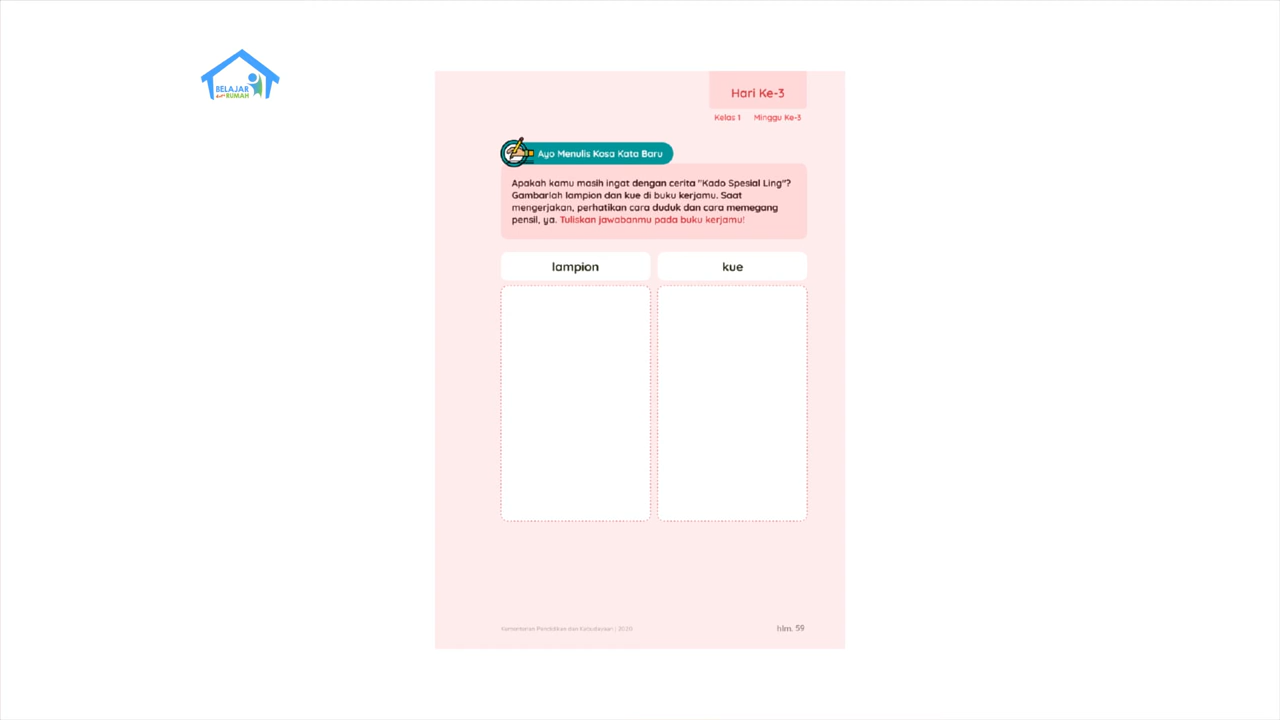 BELAJAR
dari RUMAH
Hari Ke-3
Kelas 1 Minggu Ke-3
Ayo Menulis Kosa Kata Baru
Apakah kamu masih ingat dengan cerita "Kado Spesial Ling"?
Gambarlah lampion dan kue di buku kerjamu. Saat
mengerjakan, perhatikan cara duduk dan cara memegang
pensil, ya. Tuliskan jawabanmu pada buku kerjamu!
lampion kue
Kementerian Pendidikan dan Kebudayaan | 2020 hlm. 59